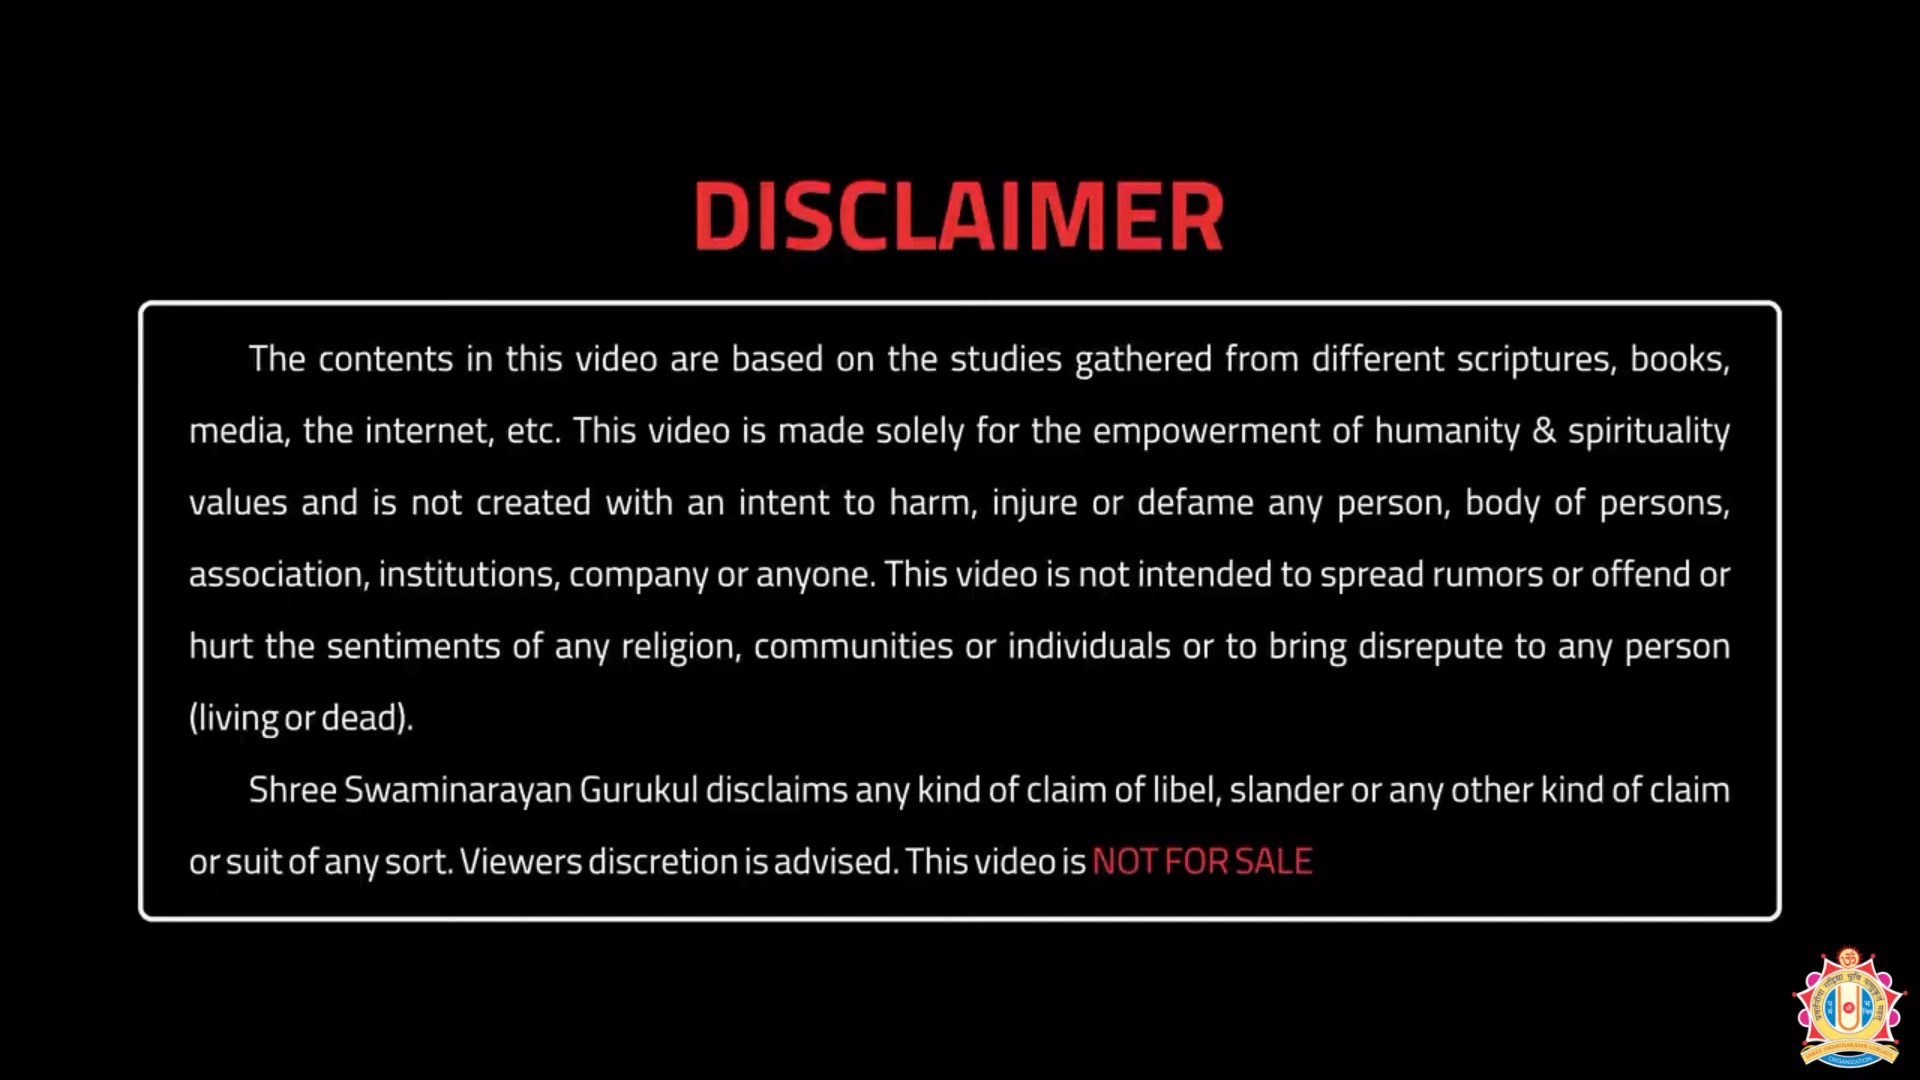 DISCLAIMER
The contents in this video are based on the studies gathered from different scriptures, books,
media, the internet, etc. This video is made solely for the empowerment of humanity & spirituality
values and is not created with an intent to harm, injure or defame any person, body of persons,
association, institutions, company or anyone. This video is not intended to spread rumors or offend or
hurt the sentiments of any religion, communities or individuals or to bring disrepute to any person
(living or dead).
Shree Swaminarayan Gurukul disclaims any kind of claim of libel, slander or any other kind of claim
or suit of any sort. Viewers discretion is advised. This video is NOT FOR SALE
ॐ
SHREE SWAMINARAYAN GURUKUL
ORGANIZATION